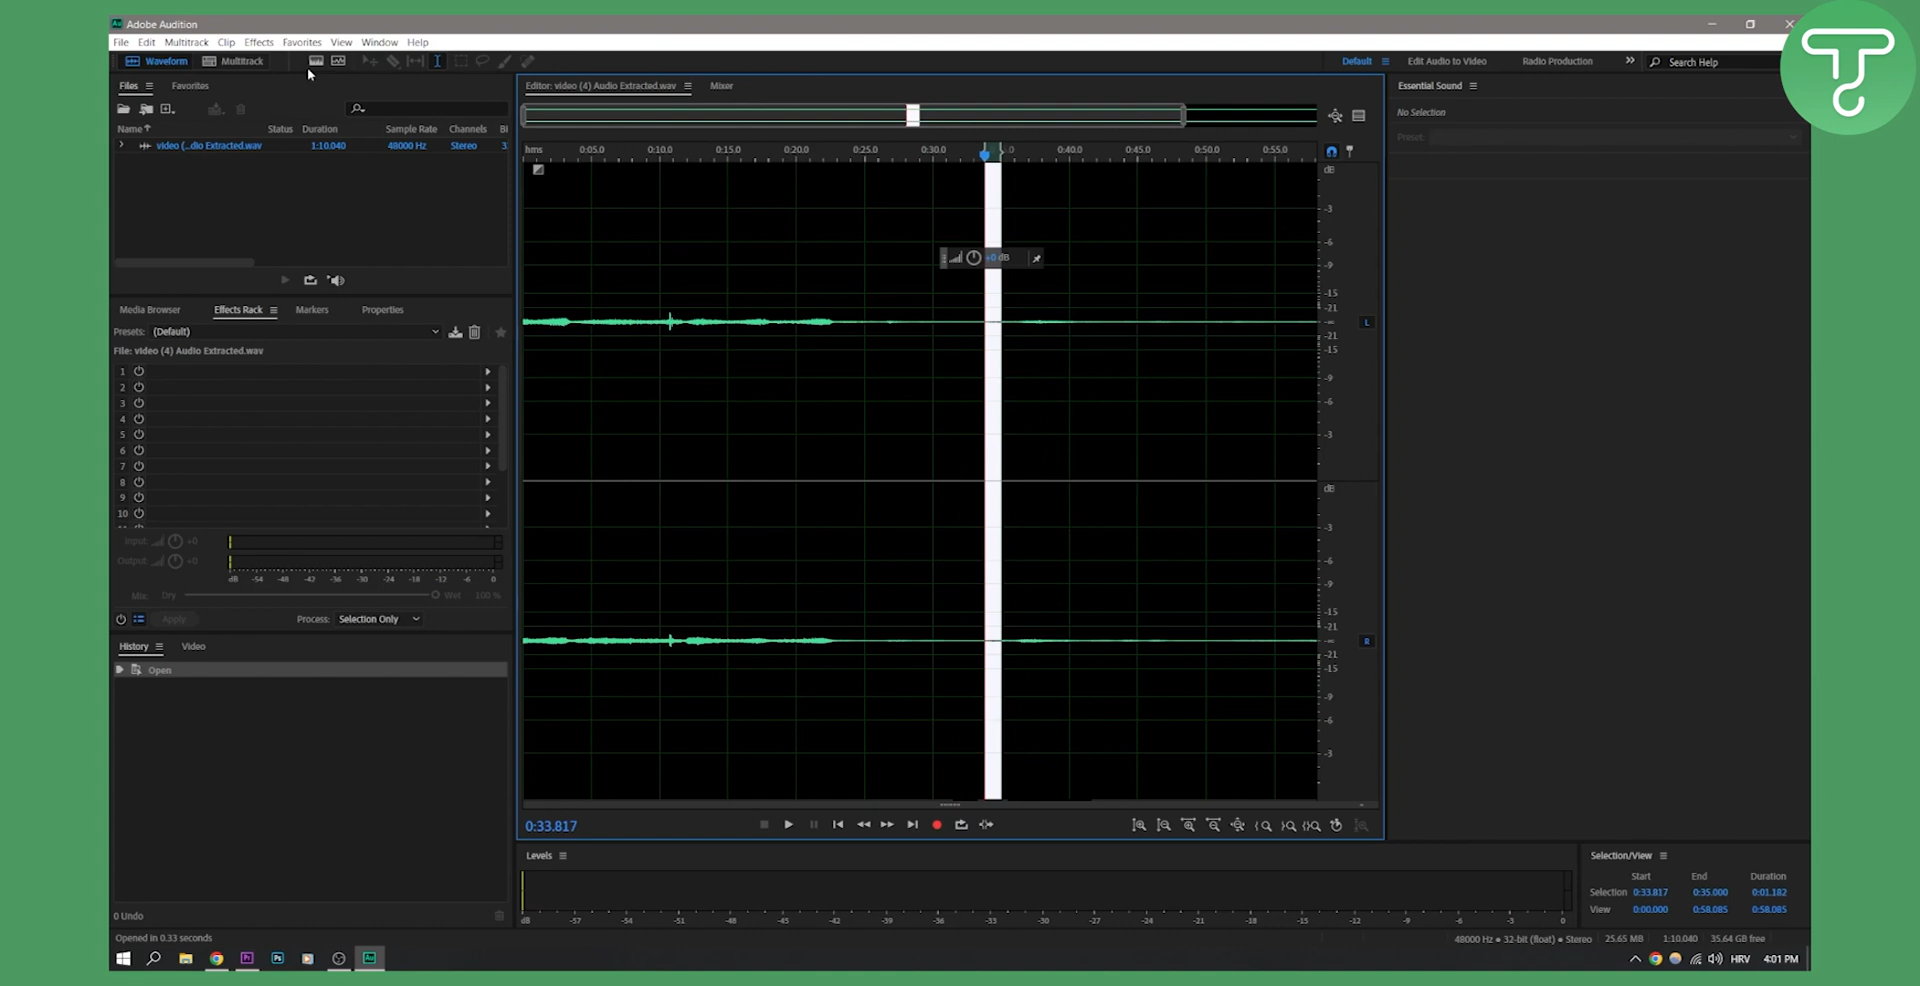 Adobe Audition
File Edit Multitrack Clip Effects Favorites View Window Help
Waveform Multitrack Default Edit Audio to Video Radio Production Search Help
Files Favorites
Editor: video (4) Audio Extracted.wav Mixer
Essential Sound
No Selection
Preset:
Name Status Duration Sample Rate Channels Bi
video (...dio Extracted.wav 1:10.040 48000 Hz Stereo 3
hms 0:05.0 0:10.0 0:15.0 0:20.0 0:25.0 0:30.0 :0 0:40.0 0:45.0 0:50.0 0:55.0
dB
-3
-6
-9
-15
-21
-∞
-21
-15
-9
-6
-3
+0 dB
L
dB
-3
-6
-9
-15
-21
-∞
-21
-15
-9
-6
-3
R
Media Browser Effects Rack Markers Properties
Presets: (Default)
File: video (4) Audio Extracted.wav
1
2
3
4
5
6
7
8
9
10
Input: +0
Output: +0
dB -54 -48 -42 -36 -30 -24 -18 -12 -6 0
Mix: Dry Wet 100 %
Apply Process: Selection Only
History Video
Open
0 Undo
0:33.817
Levels
dB -57 -54 -51 -48 -45 -42 -39 -36 -33 -30 -27 -24 -21 -18 -15 -12 -9 -6 -3 0
Selection/View
Start End Duration
Selection 0:33.817 0:35.000 0:01.182
View 0:00.000 0:58.085 0:58.085
Opened in 0.33 seconds
48000 Hz • 32-bit (float) • Stereo 25.65 MB 1:10.040 35.64 GB free
Pr Ps Au
HRV 4:01 PM